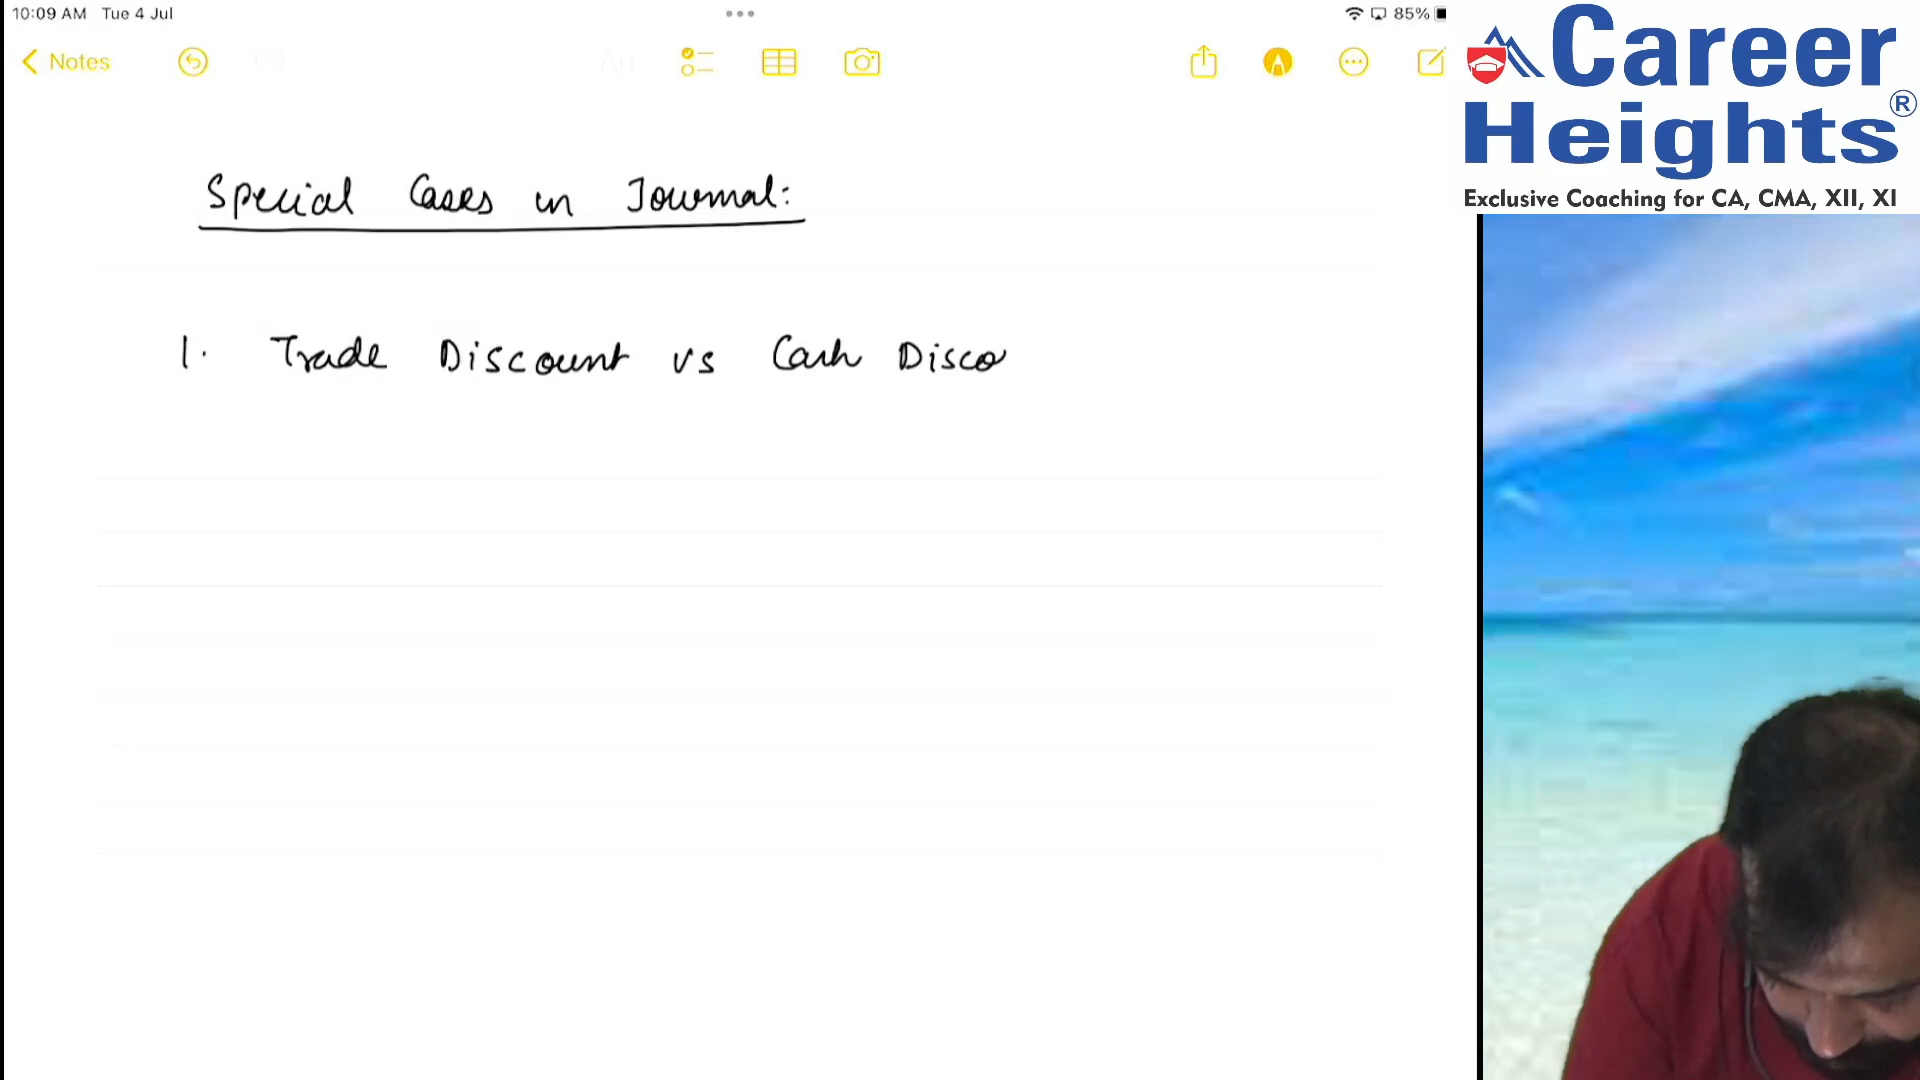 10:09 AM Tue 4 Jul
85%
Notes
Aa
Career
Heights®
Exclusive Coaching for CA, CMA, XII, XI
Special Cases in Journal:
1. Trade Discount vs Cash Disco